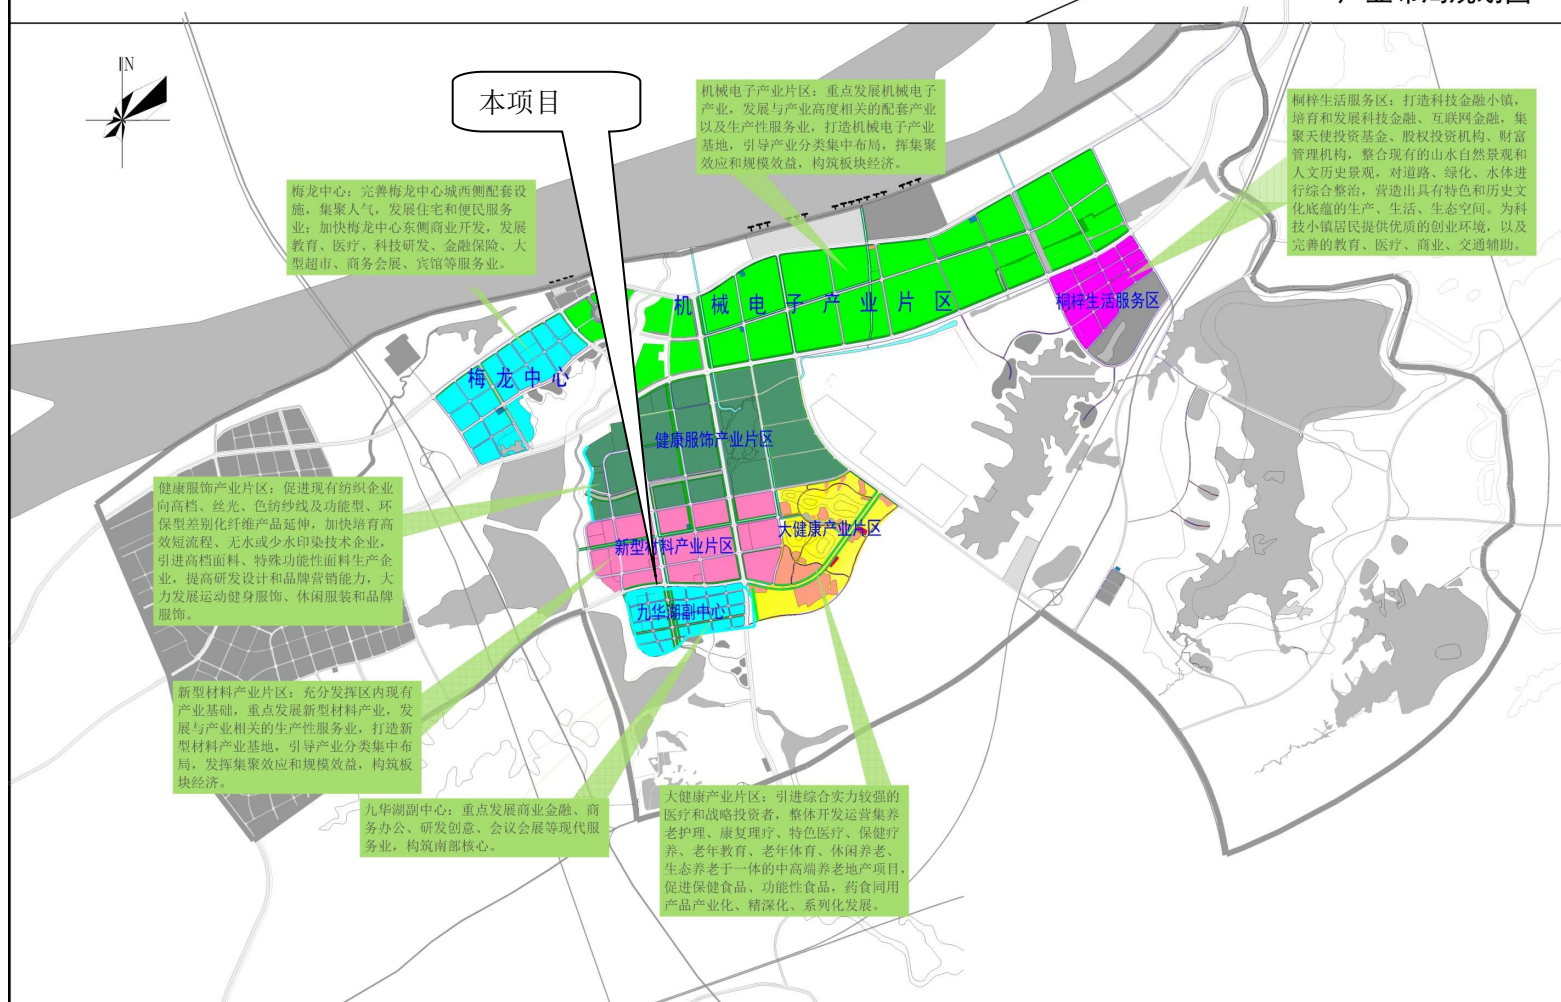 产业布局规划图
N
本项目
机械电子产业片区：重点发展机械电子
产业，发展与产业高度相关的配套产业
以及生产性服务业，打造机械电子产业
基地，引导产业分类集中布局，挥集聚
效应和规模效益，构筑板块经济。
桐梓生活服务区：打造科技金融小镇，
培育和发展科技金融、互联网金融，集
聚天使投资基金、股权投资机构、财富
管理机构，整合现有的山水自然景观和
人文历史景观，对道路、绿化、水体进
行综合整治，营造出具有特色和历史文
化底蕴的生产、生活、生态空间。为科
技小镇居民提供优质的创业环境，以及
完善的教育、医疗、商业、交通辅助。
梅龙中心：完善梅龙中心城西侧配套设
施，集聚人气，发展住宅和便民服务
业；加快梅龙中心东侧商业开发，发展
教育、医疗、科技研发、金融保险、大
型超市、商务会展、宾馆等服务业。
机械电子产业片区
桐梓生活服务区
梅龙中心
健康服饰产业片区
健康服饰产业片区：促进现有纺织企业
向高档、丝光、色纺纱线及功能型、环
保型差别化纤维产品延伸，加快培育高
效短流程、无水或少水印染技术企业，
引进高档面料、特殊功能性面料生产企
业，提高研发设计和品牌营销能力，大
力发展运动健身服饰、休闲服装和品牌
服饰。
大健康产业片区
新型材料产业片区
九华湖副中心
新型材料产业片区：充分发挥区内现有
产业基础，重点发展新型材料产业，发
展与产业相关的生产性服务业，打造新
型材料产业基地，引导产业分类集中布
局，发挥集聚效应和规模效益，构筑板
块经济。
九华湖副中心：重点发展商业金融、商
务办公、研发创意、会议会展等现代服
务业，构筑南部核心。
大健康产业片区：引进综合实力较强的
医疗和战略投资者，整体开发运营集养
老护理、康复理疗、特色医疗、保健疗
养、老年教育、老年体育、休闲养老、
生态养老于一体的中高端养老地产项目，
促进保健食品、功能性食品，药食同用
产品产业化、精深化、系列化发展。